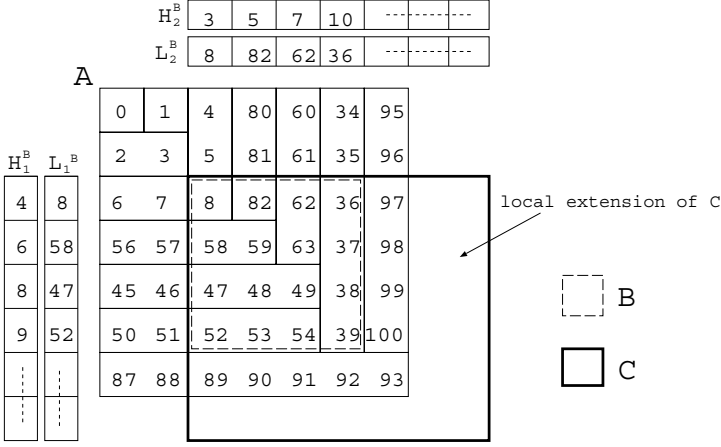 H₂ᴮ 3 5 7 10
L₂ᴮ 8 82 62 36
A
0 1 4 80 60 34 95
2 3 5 81 61 35 96
H₁ᴮ L₁ᴮ
4 8 6 7 8 82 62 36 97
local extension of C
6 58 56 57 58 59 63 37 98
8 47 45 46 47 48 49 38 99
B
9 52 50 51 52 53 54 39 100
87 88 89 90 91 92 93
C